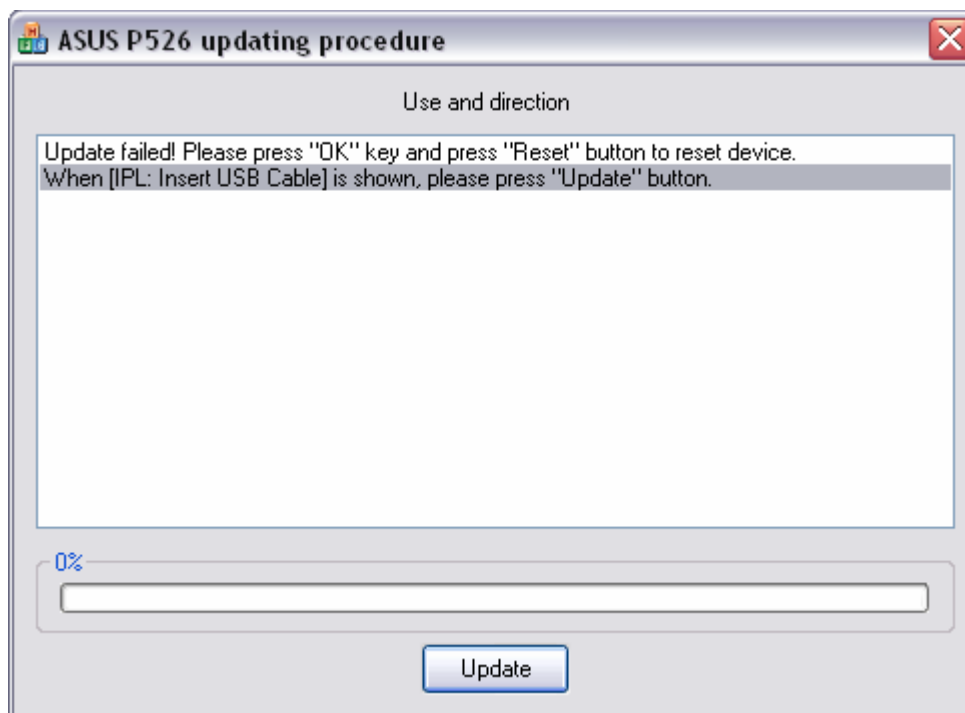 ASUS P526 updating procedure
Use and direction
Update failed! Please press "OK" key and press "Reset" button to reset device.
When [IPL: Insert USB Cable] is shown, please press "Update" button.
0%
Update